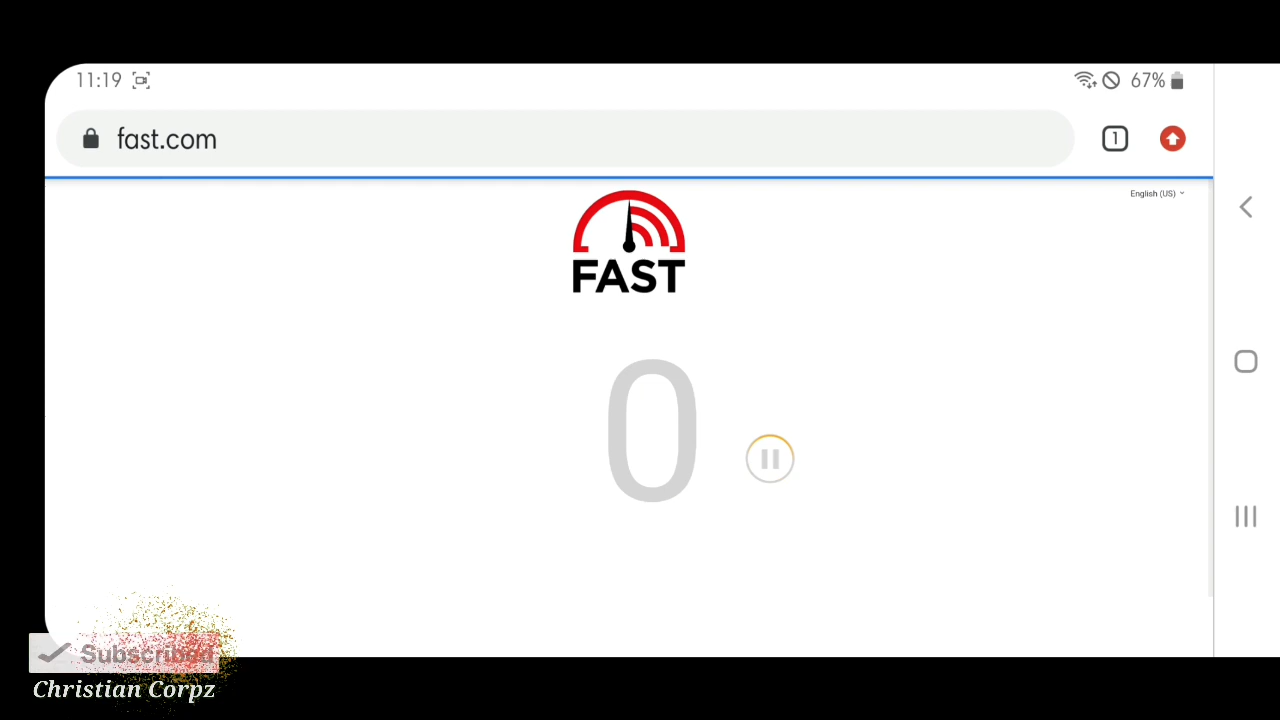 11:19
67%
fast.com
1
English (US)
FAST
0
Subscribed
Christian Corpz